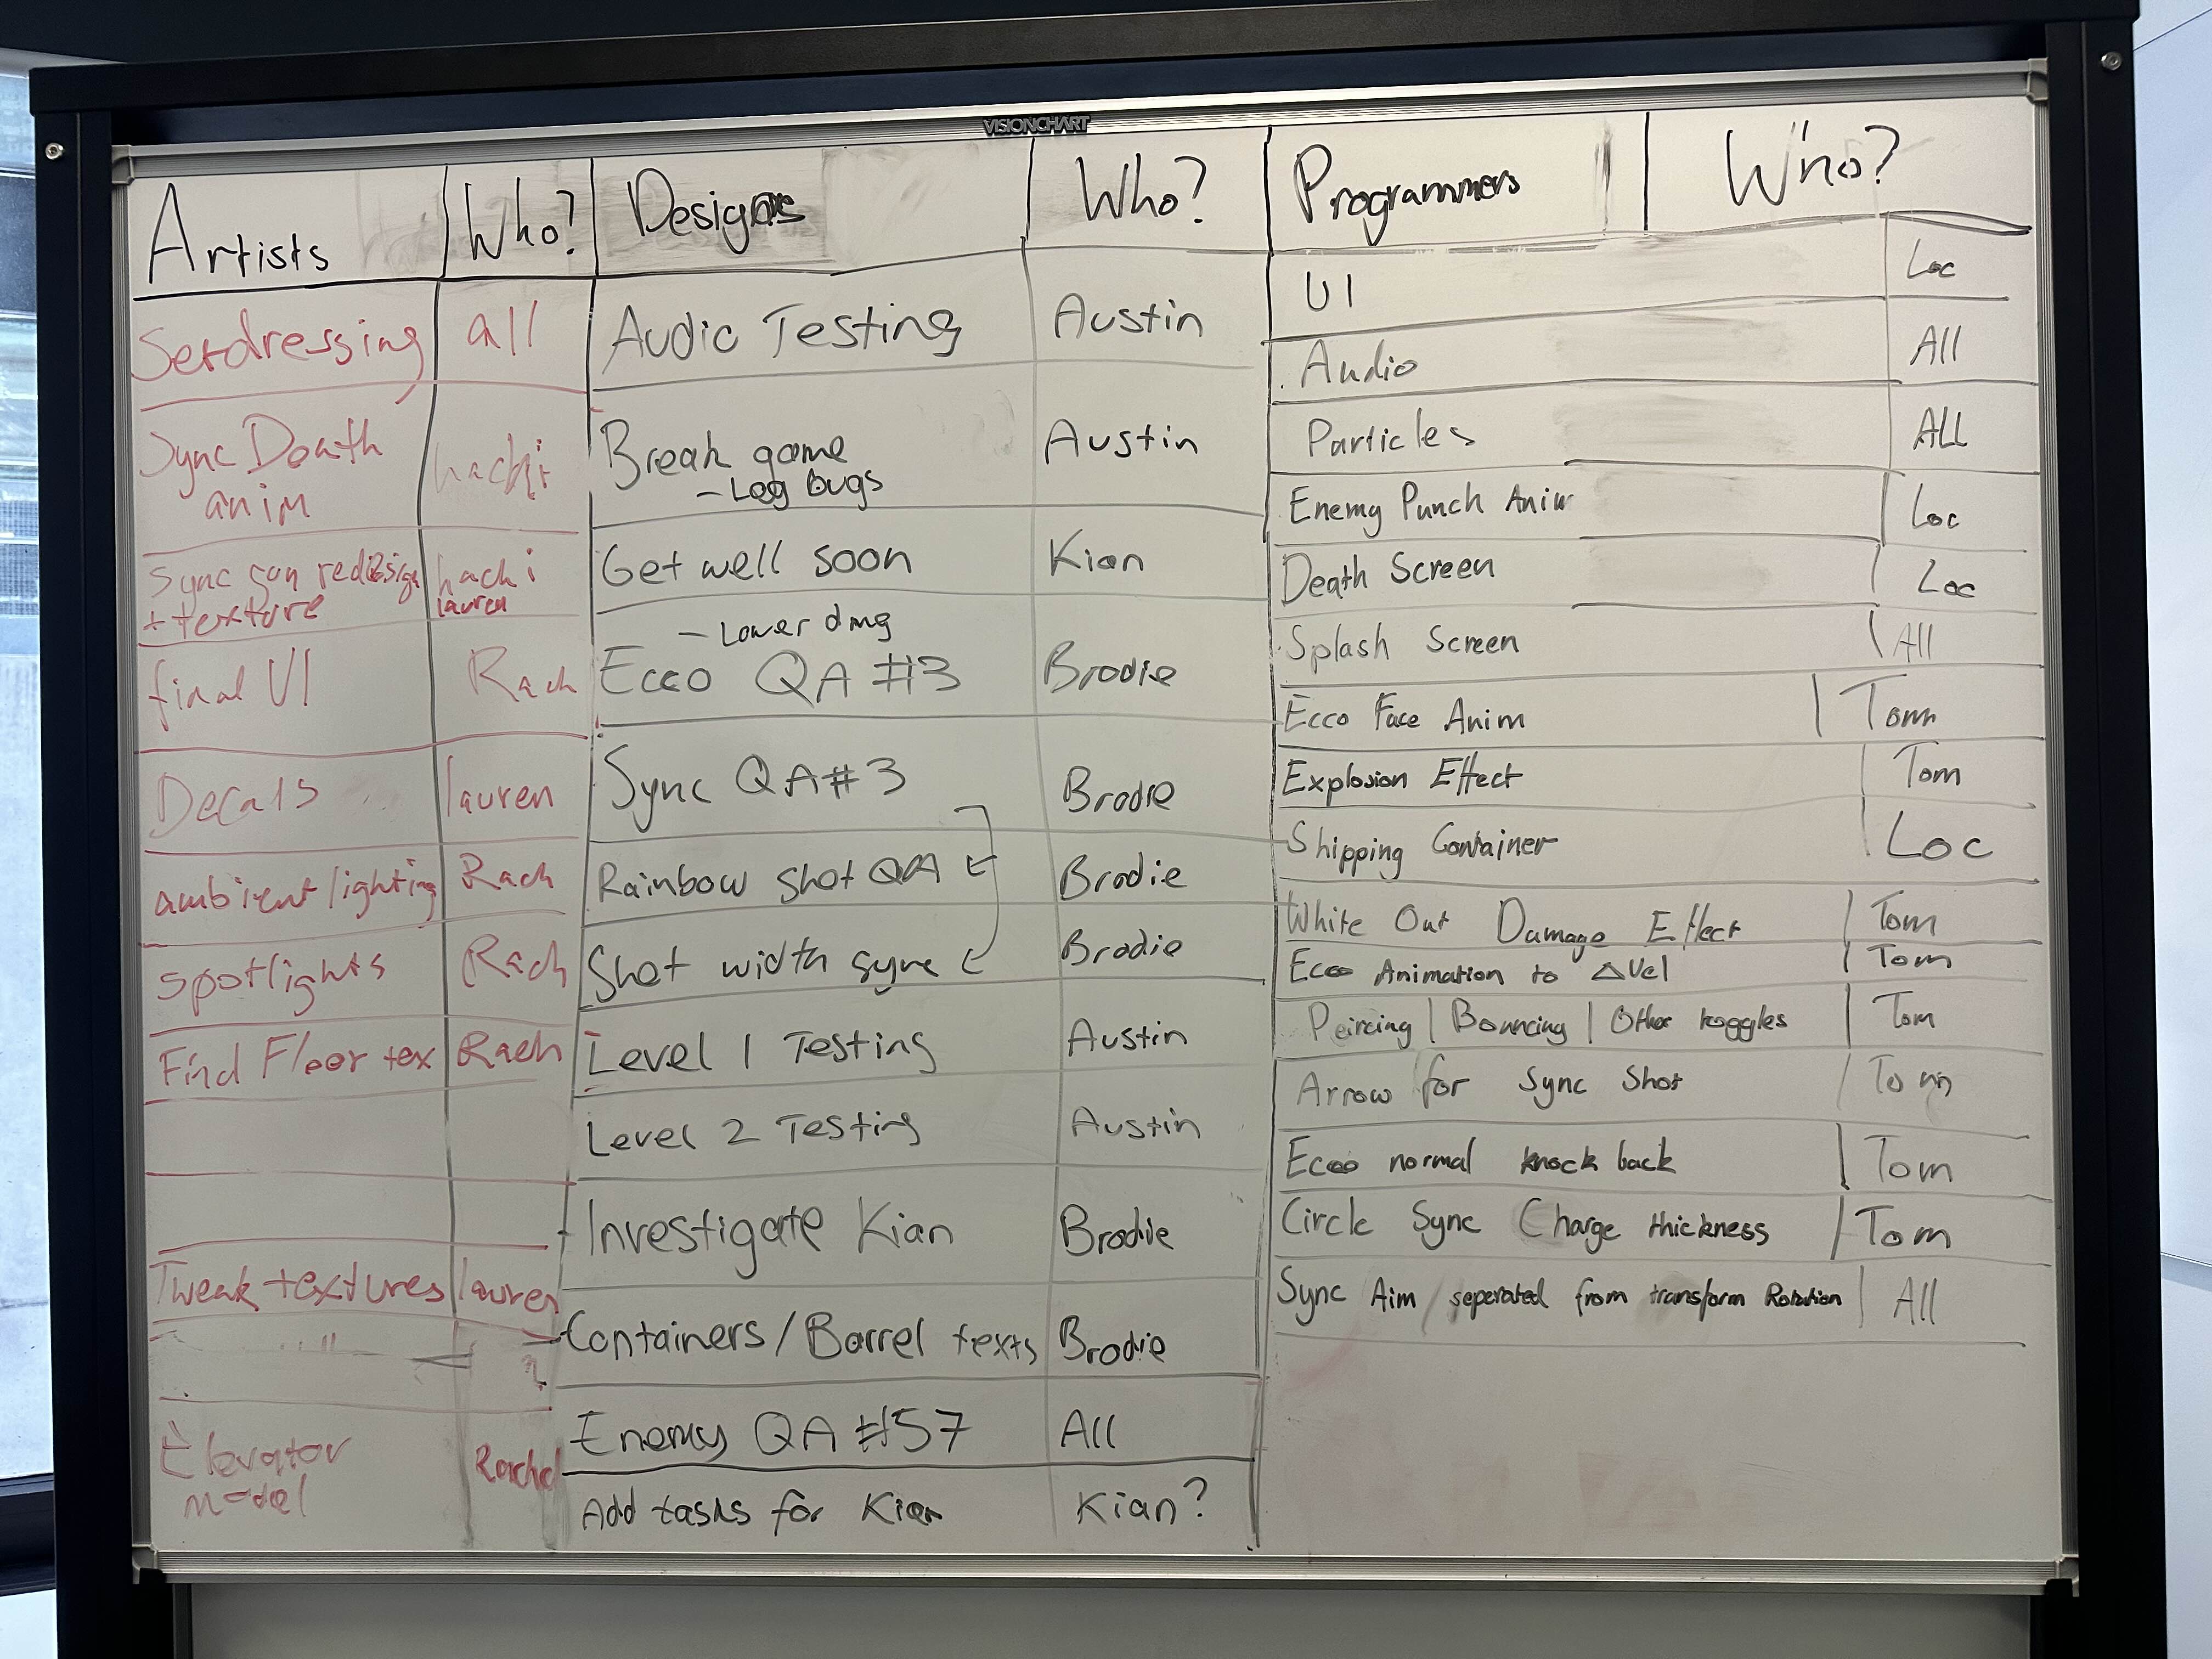 VISIONCHART
Artists Who? Designers Who? Programmers Who?
Setdressing all
Sync Death hachi
anim
Sync gun redesign hachi
+ texture lauren
final UI Rach
Decals lauren
ambient lighting Rach
spotlights Rach
Find Floor tex Rach
Tweak textures lauren
Elevator Rachel
model
Audio Testing Austin
Break game Austin
- Log bugs
Get well soon Kian
- Lower dmg
Ecco QA #3 Brodie
Sync QA #3 Brodie
Rainbow Shot QA Brodie
Shot width sync Brodie
Level 1 Testing Austin
Level 2 Testing Austin
Investigate Kian Brodie
Containers / Barrel texts Brodie
Enemy QA #57 All
Add tasks for Kian Kian?
UI Loc
Audio All
Particles ALL
Enemy Punch Anim Loc
Death Screen Loc
Splash Screen All
Ecco Face Anim Tom
Explosion Effect Tom
Shipping Container Loc
White Out Damage Effect Tom
Ecco Animation to ΔVel Tom
Peircing | Bouncing | Other toggles Tom
Arrow for Sync Shot Tom
Ecco normal knock back Tom
Circle Sync Charge thickness Tom
Sync Aim / seperated from transform Rotation All